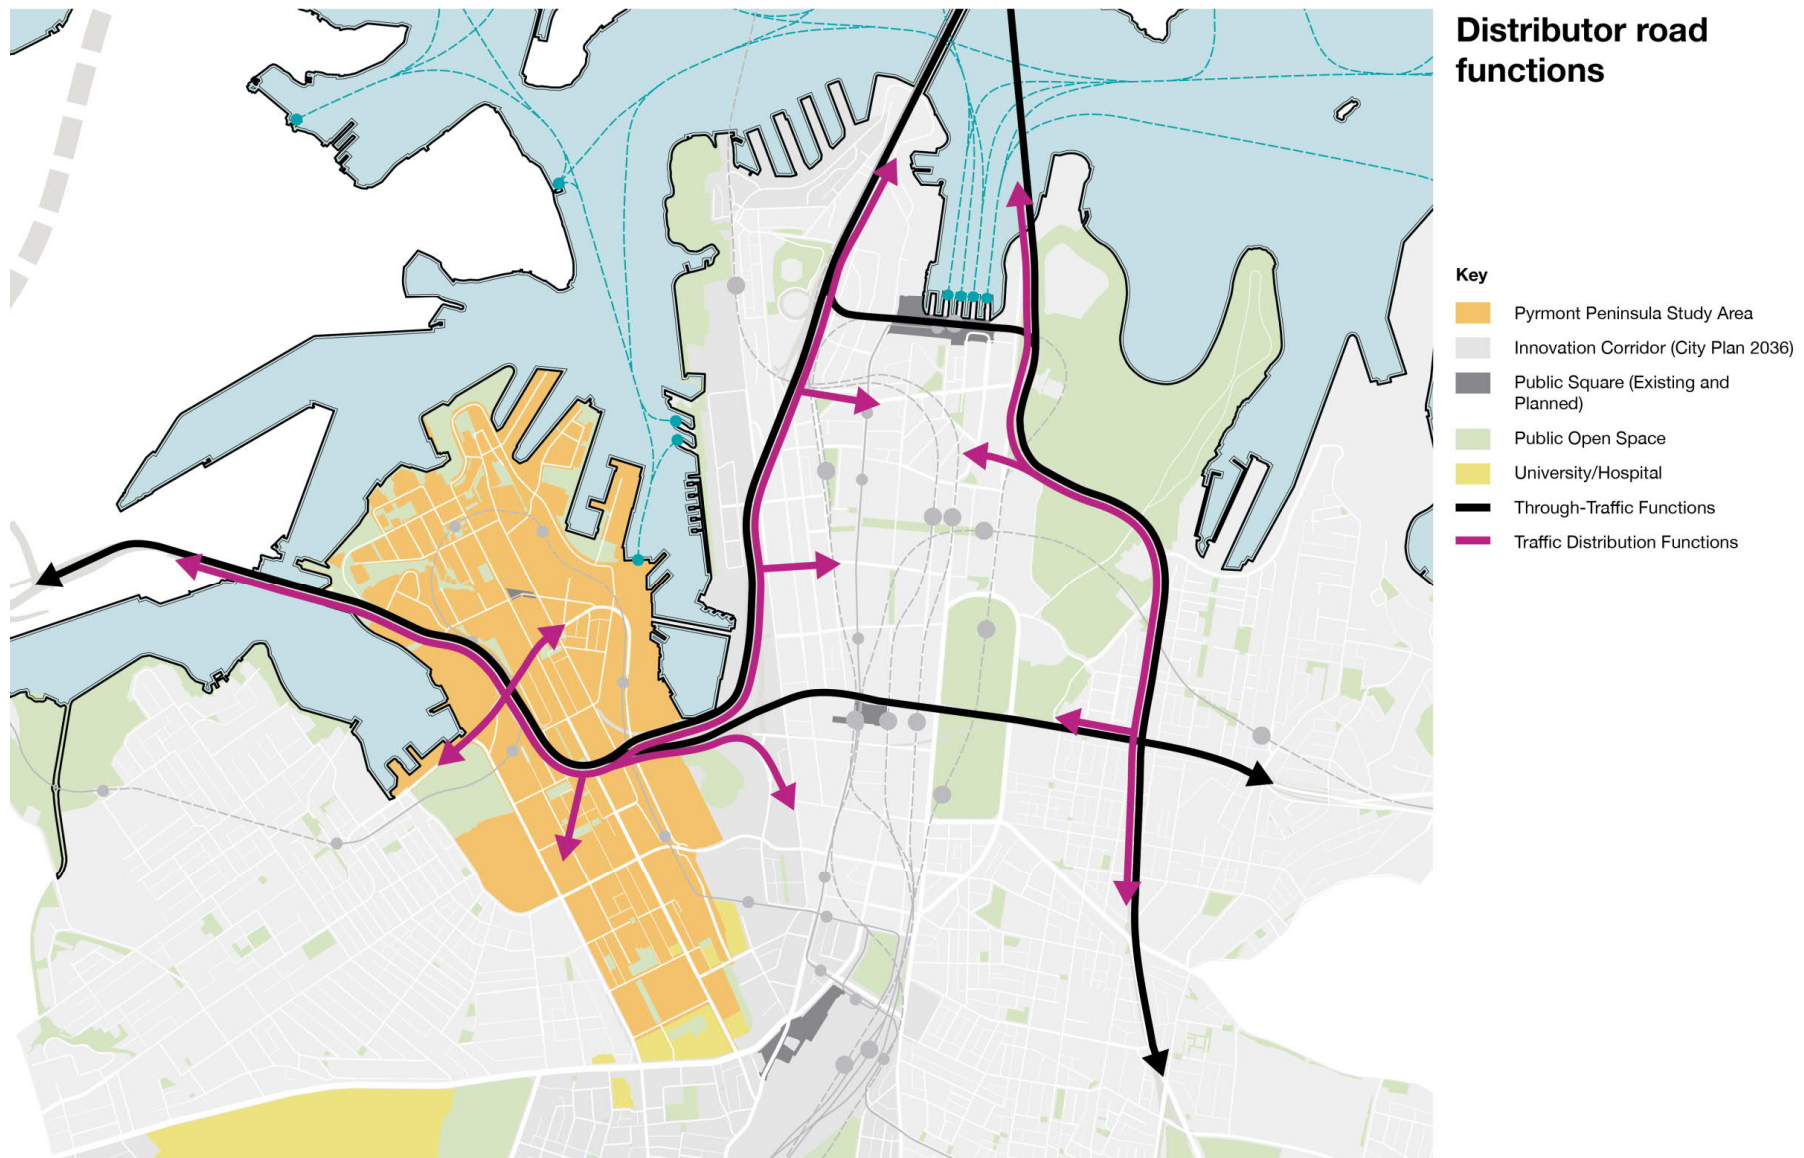 Distributor road
functions
Key
Pyrmont Peninsula Study Area
Innovation Corridor (City Plan 2036)
Public Square (Existing and
Planned)
Public Open Space
University/Hospital
Through-Traffic Functions
Traffic Distribution Functions